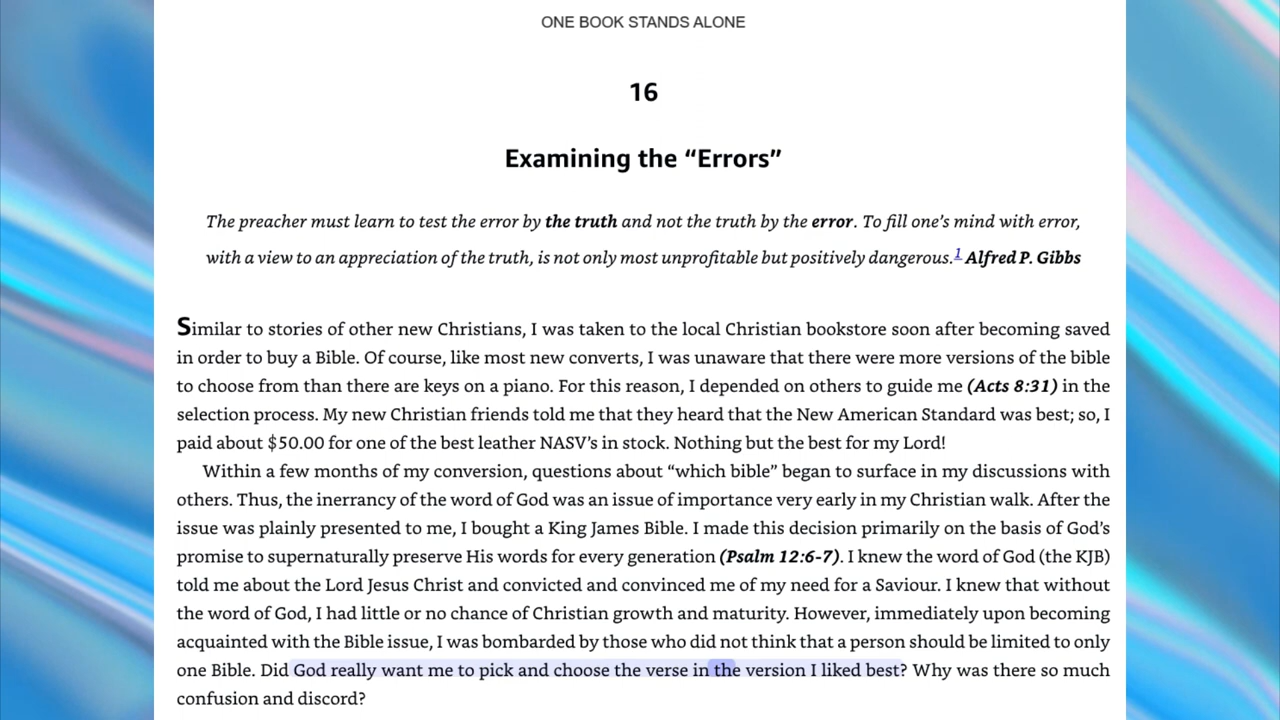 ONE BOOK STANDS ALONE
16
Examining the “Errors”
The preacher must learn to test the error by the truth and not the truth by the error. To fill one’s mind with error,
with a view to an appreciation of the truth, is not only most unprofitable but positively dangerous.1 Alfred P. Gibbs
Similar to stories of other new Christians, I was taken to the local Christian bookstore soon after becoming saved
in order to buy a Bible. Of course, like most new converts, I was unaware that there were more versions of the bible
to choose from than there are keys on a piano. For this reason, I depended on others to guide me (Acts 8:31) in the
selection process. My new Christian friends told me that they heard that the New American Standard was best; so, I
paid about $50.00 for one of the best leather NASV’s in stock. Nothing but the best for my Lord!
Within a few months of my conversion, questions about “which bible” began to surface in my discussions with
others. Thus, the inerrancy of the word of God was an issue of importance very early in my Christian walk. After the
issue was plainly presented to me, I bought a King James Bible. I made this decision primarily on the basis of God’s
promise to supernaturally preserve His words for every generation (Psalm 12:6-7). I knew the word of God (the KJB)
told me about the Lord Jesus Christ and convicted and convinced me of my need for a Saviour. I knew that without
the word of God, I had little or no chance of Christian growth and maturity. However, immediately upon becoming
acquainted with the Bible issue, I was bombarded by those who did not think that a person should be limited to only
one Bible. Did God really want me to pick and choose the verse in the version I liked best? Why was there so much
confusion and discord?